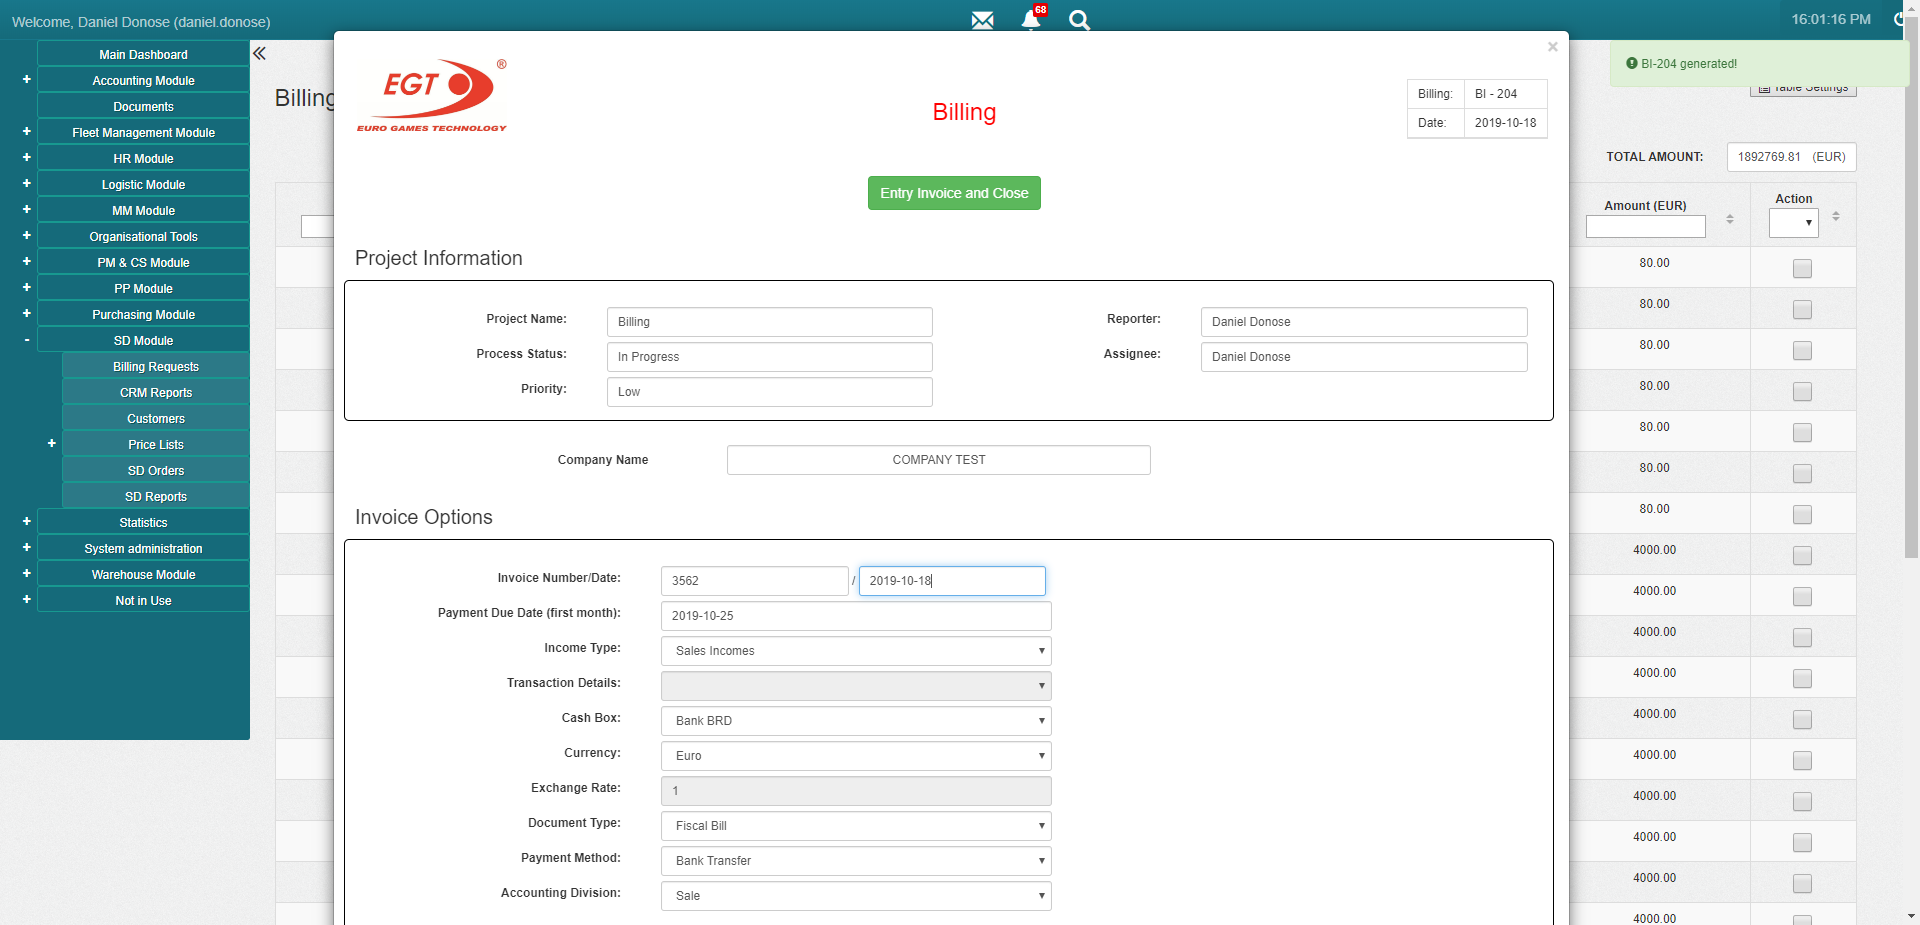 Welcome, Daniel Donose (daniel.donose)
68
16:01:16 PM
Main Dashboard
+ Accounting Module
Documents
+ Fleet Management Module
+ HR Module
+ Logistic Module
+ MM Module
+ Organisational Tools
+ PM & CS Module
+ PP Module
+ Purchasing Module
- SD Module
Billing Requests
CRM Reports
Customers
+ Price Lists
SD Orders
SD Reports
+ Statistics
+ System administration
+ Warehouse Module
+ Not in Use
Billing
EGT ®
EURO GAMES TECHNOLOGY
Billing
×
Billing: BI - 204
Date: 2019-10-18
BI-204 generated!
Table Settings
TOTAL AMOUNT: 1892769.81 (EUR)
Entry Invoice and Close
Project Information
Project Name: Billing
Reporter: Daniel Donose
Process Status: In Progress
Assignee: Daniel Donose
Priority: Low
Company Name COMPANY TEST
Invoice Options
Invoice Number/Date: 3562 / 2019-10-18
Payment Due Date (first month): 2019-10-25
Income Type: Sales Incomes
Transaction Details:
Cash Box: Bank BRD
Currency: Euro
Exchange Rate: 1
Document Type: Fiscal Bill
Payment Method: Bank Transfer
Accounting Division: Sale
Amount (EUR) Action
80.00
80.00
80.00
80.00
80.00
80.00
80.00
4000.00
4000.00
4000.00
4000.00
4000.00
4000.00
4000.00
4000.00
4000.00
4000.00